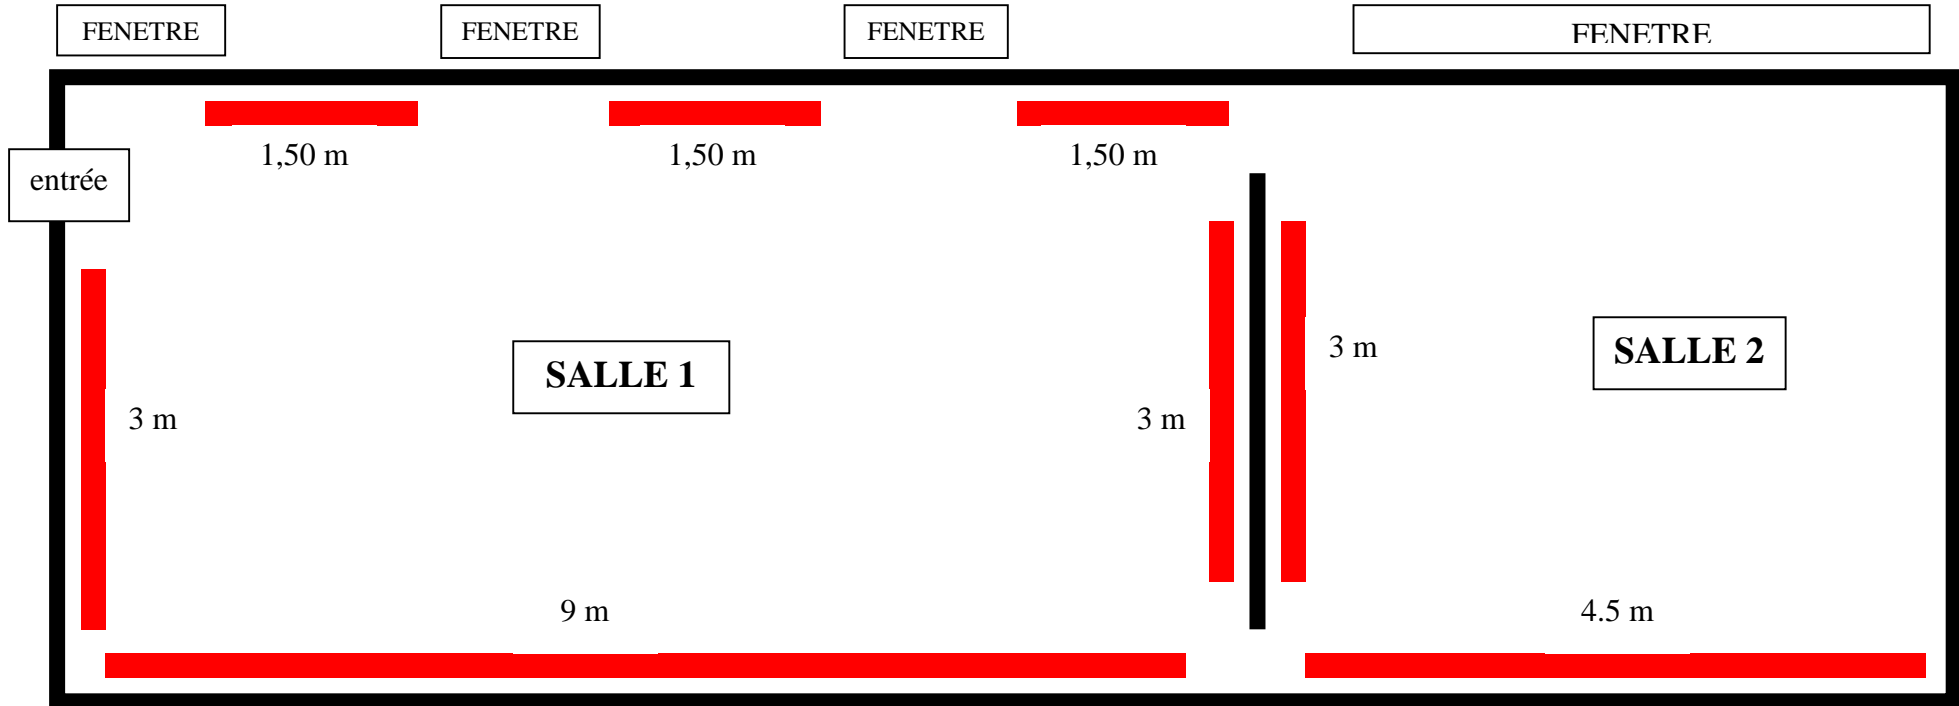 FENETRE
FENETRE
FENETRE
FENETRE
1,50 m
1,50 m
1,50 m
entrée
3 m
SALLE 2
SALLE 1
3 m
3 m
9 m
4.5 m